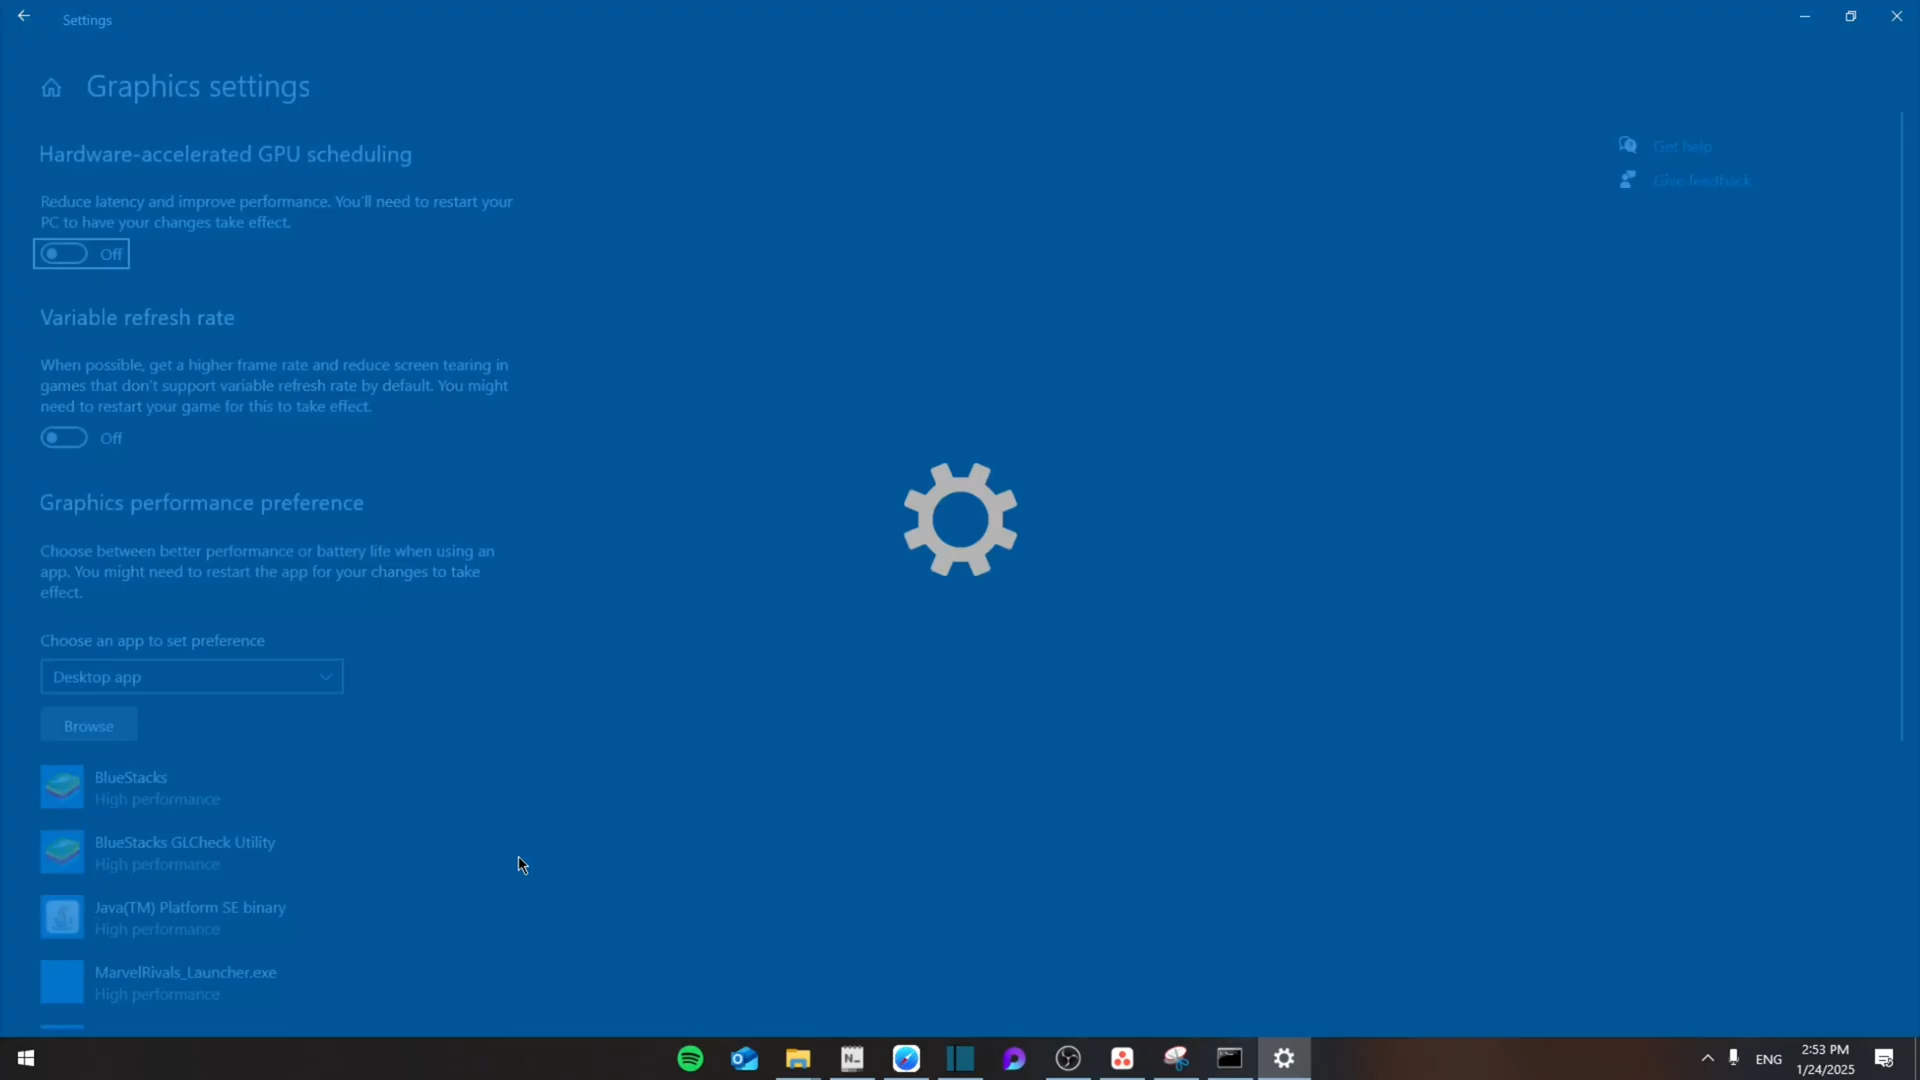 Settings
Graphics settings
Hardware-accelerated GPU scheduling
Reduce latency and improve performance. You'll need to restart your
PC to have your changes take effect.
Off
Variable refresh rate
When possible, get a higher frame rate and reduce screen tearing in
games that don't support variable refresh rate by default. You might
need to restart your game for this to take effect.
Off
Graphics performance preference
Choose between better performance or battery life when using an
app. You might need to restart the app for your changes to take
effect.
Choose an app to set preference
Desktop app
Browse
BlueStacks
High performance
BlueStacks GLCheck Utility
High performance
Java(TM) Platform SE binary
High performance
MarvelRivals_Launcher.exe
High performance
Get help
Give feedback
N
ENG
2:53 PM
1/24/2025